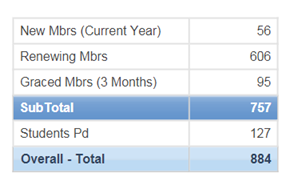 New Mbrs (Current Year) 56
Renewing Mbrs 606
Graced Mbrs (3 Months) 95
SubTotal 757
Students Pd 127
Overall - Total 884